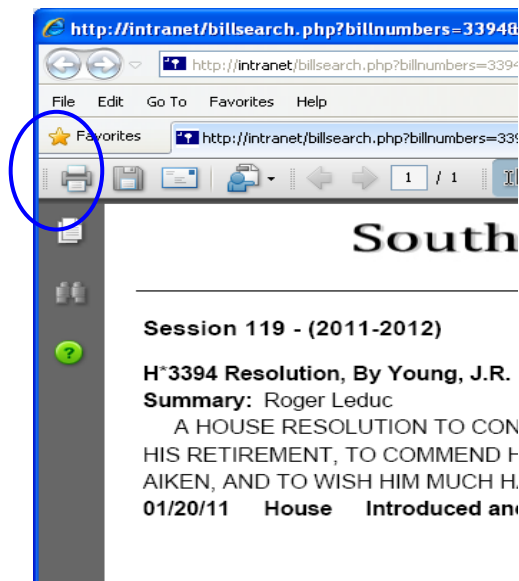 http://intranet/billsearch.php?billnumbers=3394&
http://intranet/billsearch.php?billnumbers=3394
File Edit Go To Favorites Help
Favorites http://intranet/billsearch.php?billnumbers=339
1 / 1
South
Session 119 - (2011-2012)
H*3394 Resolution, By Young, J.R.
Summary: Roger Leduc
A HOUSE RESOLUTION TO CON
HIS RETIREMENT, TO COMMEND H
AIKEN, AND TO WISH HIM MUCH HA
01/20/11 House Introduced and